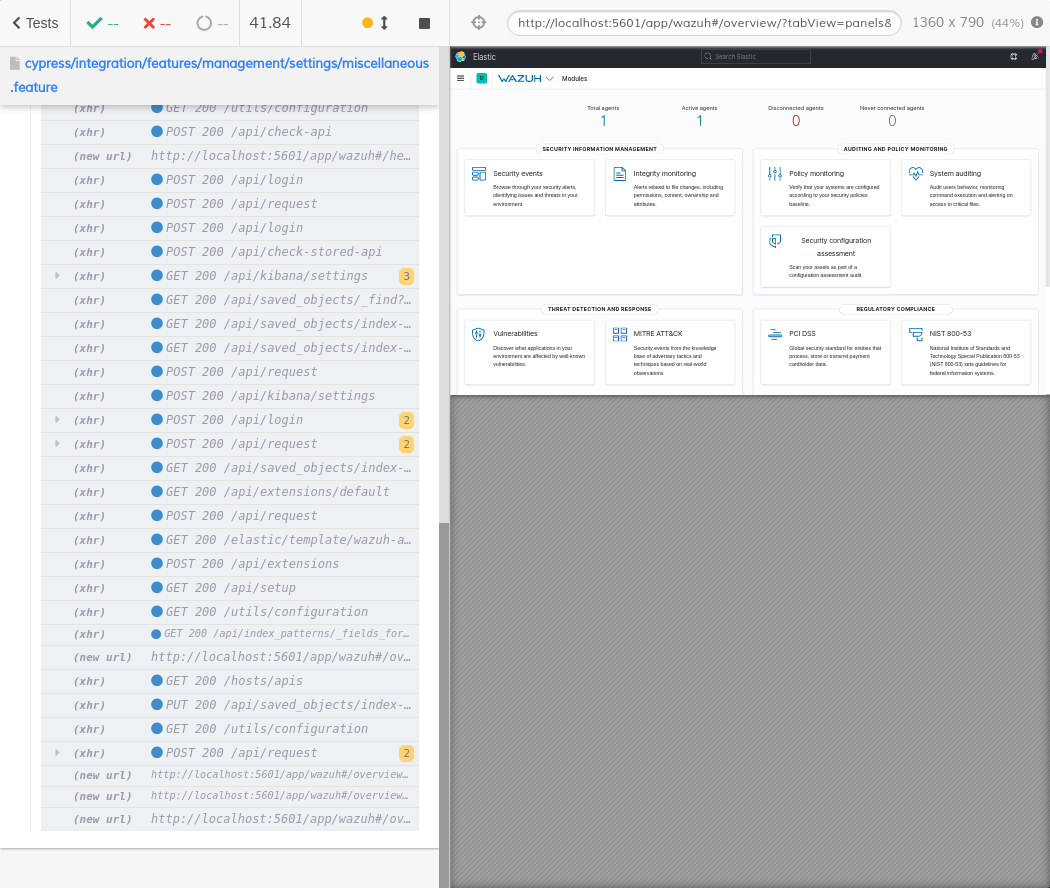 Tests
--
--
--
41.84
http://localhost:5601/app/wazuh#/overview/?tabView=panels&
1360 x 790 (44%)
cypress/integration/features/management/settings/miscellaneous
.feature
(xhr) GET 200 /utils/configuration
(xhr) POST 200 /api/check-api
(new url) http://localhost:5601/app/wazuh#/he…
(xhr) POST 200 /api/login
(xhr) POST 200 /api/request
(xhr) POST 200 /api/login
(xhr) POST 200 /api/check-stored-api
(xhr) GET 200 /api/kibana/settings 3
(xhr) GET 200 /api/saved_objects/_find?…
(xhr) GET 200 /api/saved_objects/index-…
(xhr) GET 200 /api/saved_objects/index-…
(xhr) POST 200 /api/request
(xhr) POST 200 /api/kibana/settings
(xhr) POST 200 /api/login 2
(xhr) POST 200 /api/request 2
(xhr) GET 200 /api/saved_objects/index-…
(xhr) GET 200 /api/extensions/default
(xhr) POST 200 /api/request
(xhr) GET 200 /elastic/template/wazuh-a…
(xhr) POST 200 /api/extensions
(xhr) GET 200 /api/setup
(xhr) GET 200 /utils/configuration
(xhr) GET 200 /api/index_patterns/_fields_for…
(new url) http://localhost:5601/app/wazuh#/ov…
(xhr) GET 200 /hosts/apis
(xhr) PUT 200 /api/saved_objects/index-…
(xhr) GET 200 /utils/configuration
(xhr) POST 200 /api/request 2
(new url) http://localhost:5601/app/wazuh#/overview…
(new url) http://localhost:5601/app/wazuh#/overview…
(new url) http://localhost:5601/app/wazuh#/ov…
Elastic
Search Elastic
D
WAZUH
Modules
Total agents
1
Active agents
1
Disconnected agents
0
Never connected agents
0
SECURITY INFORMATION MANAGEMENT
Security events
Browse through your security alerts,
identifying issues and threats in your
environment.
Integrity monitoring
Alerts related to file changes, including
permissions, content, ownership and
attributes.
AUDITING AND POLICY MONITORING
Policy monitoring
Verify that your systems are configured
according to your security policies
baseline.
System auditing
Audit users behavior, monitoring
command execution and alerting on
access to critical files.
Security configuration
assessment
Scan your assets as part of a
configuration assessment audit.
THREAT DETECTION AND RESPONSE
Vulnerabilities
Discover what applications in your
environment are affected by well-known
vulnerabilities.
MITRE ATT&CK
Security events from the knowledge
base of adversary tactics and
techniques based on real-world
observations
REGULATORY COMPLIANCE
PCI DSS
Global security standard for entities that
process, store or transmit payment
cardholder data.
NIST 800-53
National Institute of Standards and
Technology Special Publication 800-53
(NIST 800-53) sets guidelines for
federal information systems.